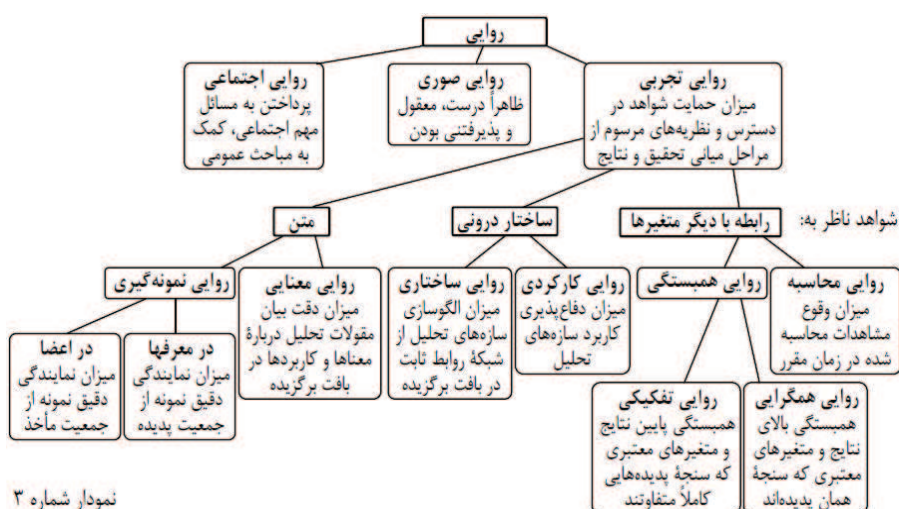 روایی
روایی تجربی
میزان حمایت شواهد در
دسترس و نظریه‌های مرسوم از
مراحل میانی تحقیق و نتایج
روایی صوری
ظاهراً درست، معقول
و پذیرفتنی بودن
روایی اجتماعی
پرداختن به مسائل
مهم اجتماعی، کمک
به مباحث عمومی
شواهد ناظر به:
رابطه با دیگر متغیرها
ساختار درونی
متن
روایی محاسبه
میزان وقوع
مشاهدات محاسبه
شده در زمان مقرر
روایی همبستگی
روایی کارکردی
میزان دفاع‌پذیری
کاربرد سازه‌های
تحلیل
روایی ساختاری
میزان الگوسازی
سازه‌های تحلیل از
شبکهٔ روابط ثابت
در بافت برگزیده
روایی معنایی
میزان دقت بیان
مقولات تحلیل دربارهٔ
معناها و کاربردها در
بافت برگزیده
روایی نمونه‌گیری
روایی همگرایی
همبستگی بالای
نتایج و متغیرهای
معتبری که سنجهٔ
همان پدیده‌اند
روایی تفکیکی
همبستگی پایین نتایج
و متغیرهای معتبری
که سنجهٔ پدیده‌هایی
کاملاً متفاوتند
در معرفها
میزان نمایندگی
دقیق نمونه از
جمعیت پدیده
در اعضا
میزان نمایندگی
دقیق نمونه از
جمعیت مأخذ
نمودار شماره ۳